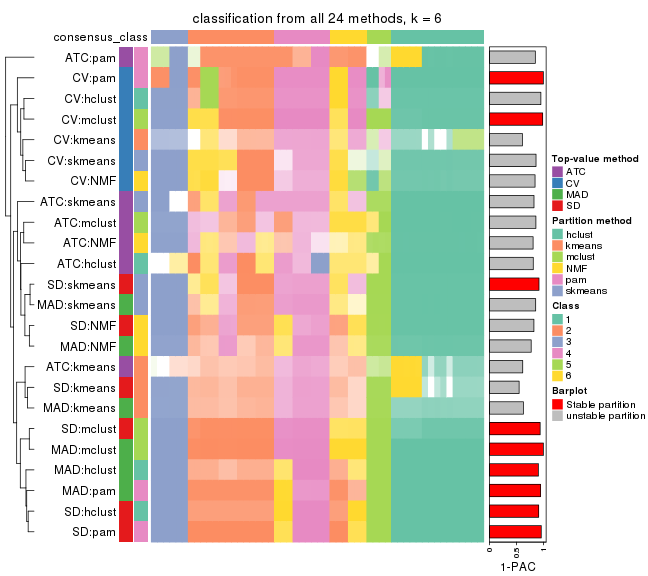 classification from all 24 methods, k = 6
consensus_class
ATC:pam
CV:pam
CV:hclust
CV:mclust
CV:kmeans
CV:skmeans
CV:NMF
ATC:skmeans
ATC:mclust
ATC:NMF
ATC:hclust
SD:skmeans
MAD:skmeans
SD:NMF
MAD:NMF
ATC:kmeans
SD:kmeans
MAD:kmeans
SD:mclust
MAD:mclust
MAD:hclust
MAD:pam
SD:hclust
SD:pam
0
0.5
1
1-PAC
Top-value method
ATC
CV
MAD
SD
Partition method
hclust
kmeans
mclust
NMF
pam
skmeans
Class
1
2
3
4
5
6
Barplot
Stable partition
unstable partition